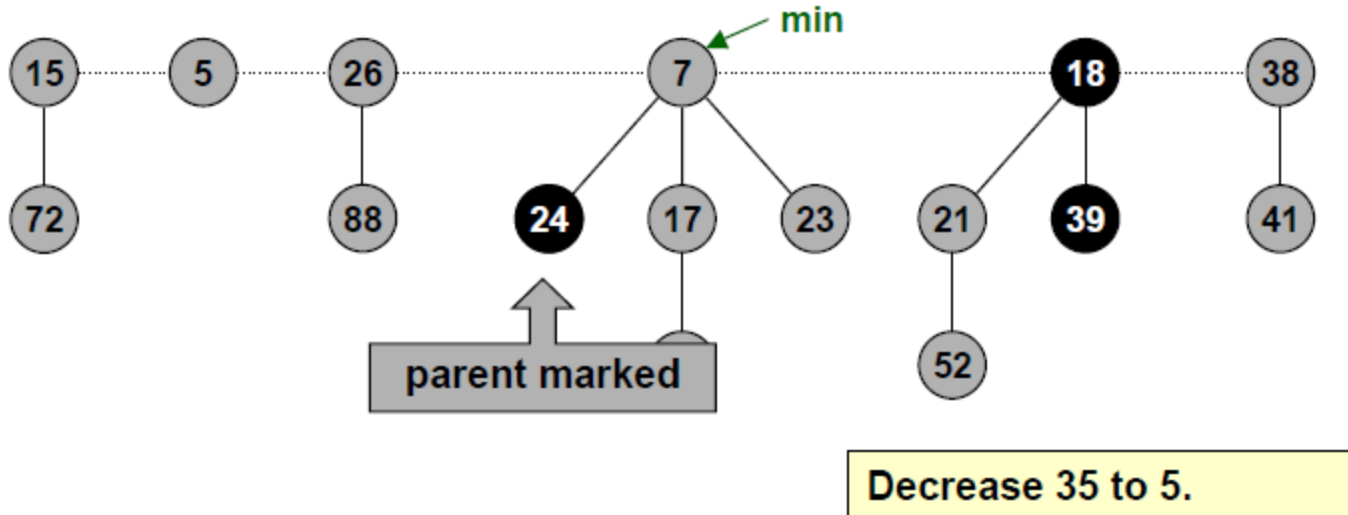 min
15 5 26 7 18 38
72 88 24 17 23 21 39 41
52
parent marked
Decrease 35 to 5.